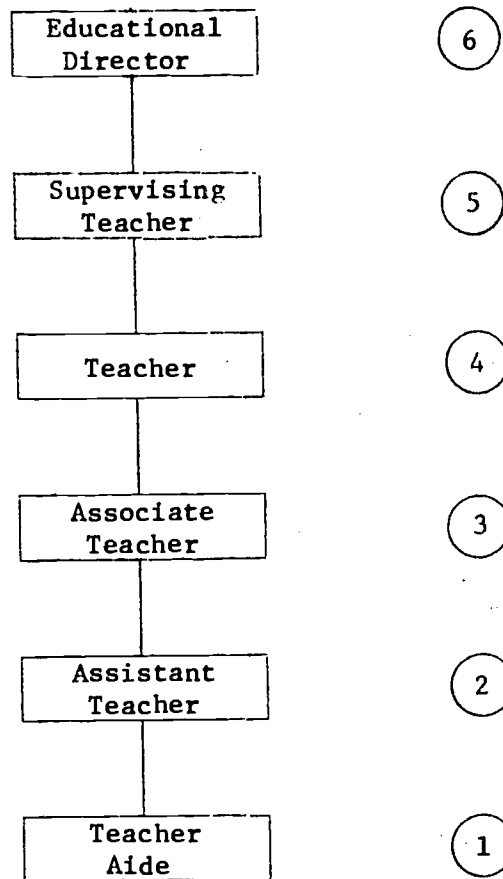 Educational
Director
6
Supervising
Teacher
5
Teacher
4
Associate
Teacher
3
Assistant
Teacher
2
Teacher
Aide
1